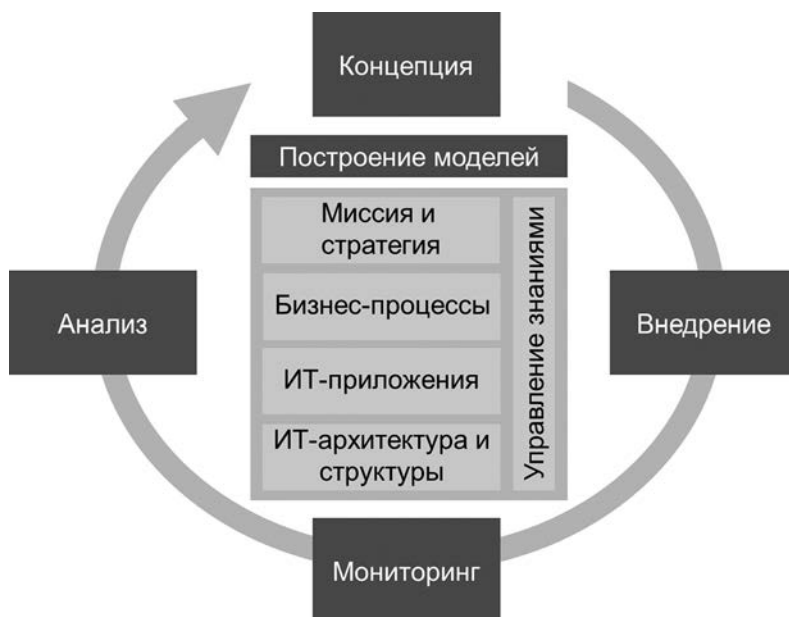 Концепция
Построение моделей
Миссия и
стратегия
Бизнес-процессы
ИТ-приложения
ИТ-архитектура и
структуры
Управление знаниями
Анализ
Внедрение
Мониторинг